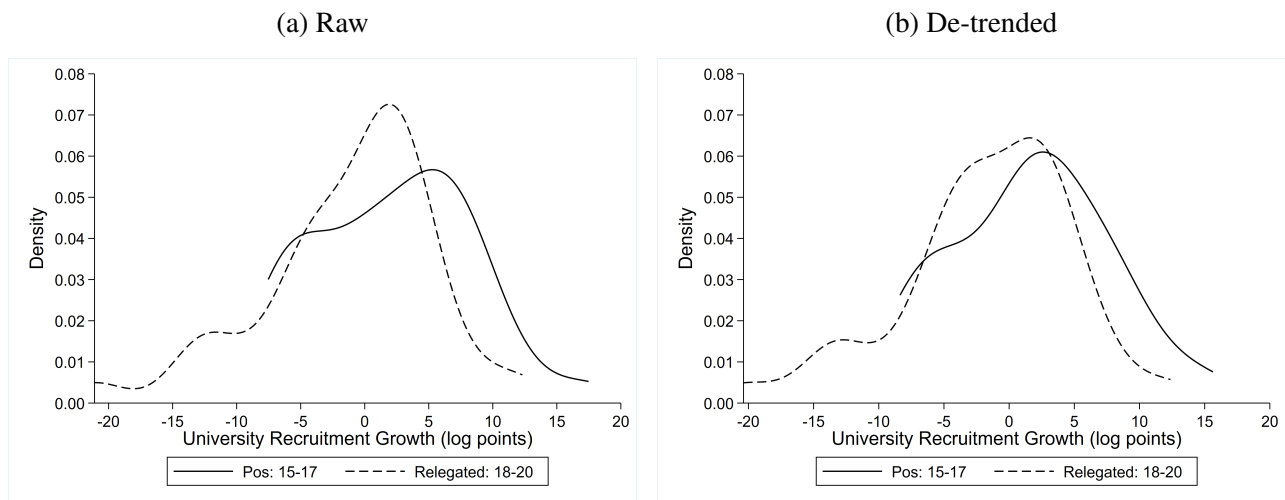 (a) Raw
0.08
0.07
0.06
0.05
0.04
0.03
0.02
0.01
0.00
Density
-20 -15 -10 -5 0 5 10 15 20
University Recruitment Growth (log points)
Pos: 15-17 Relegated: 18-20
(b) De-trended
0.08
0.07
0.06
0.05
0.04
0.03
0.02
0.01
0.00
Density
-20 -15 -10 -5 0 5 10 15 20
University Recruitment Growth (log points)
Pos: 15-17 Relegated: 18-20